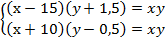 {(x − 15)(y + 1,5) = xy
(x + 10)(y − 0,5) = xy